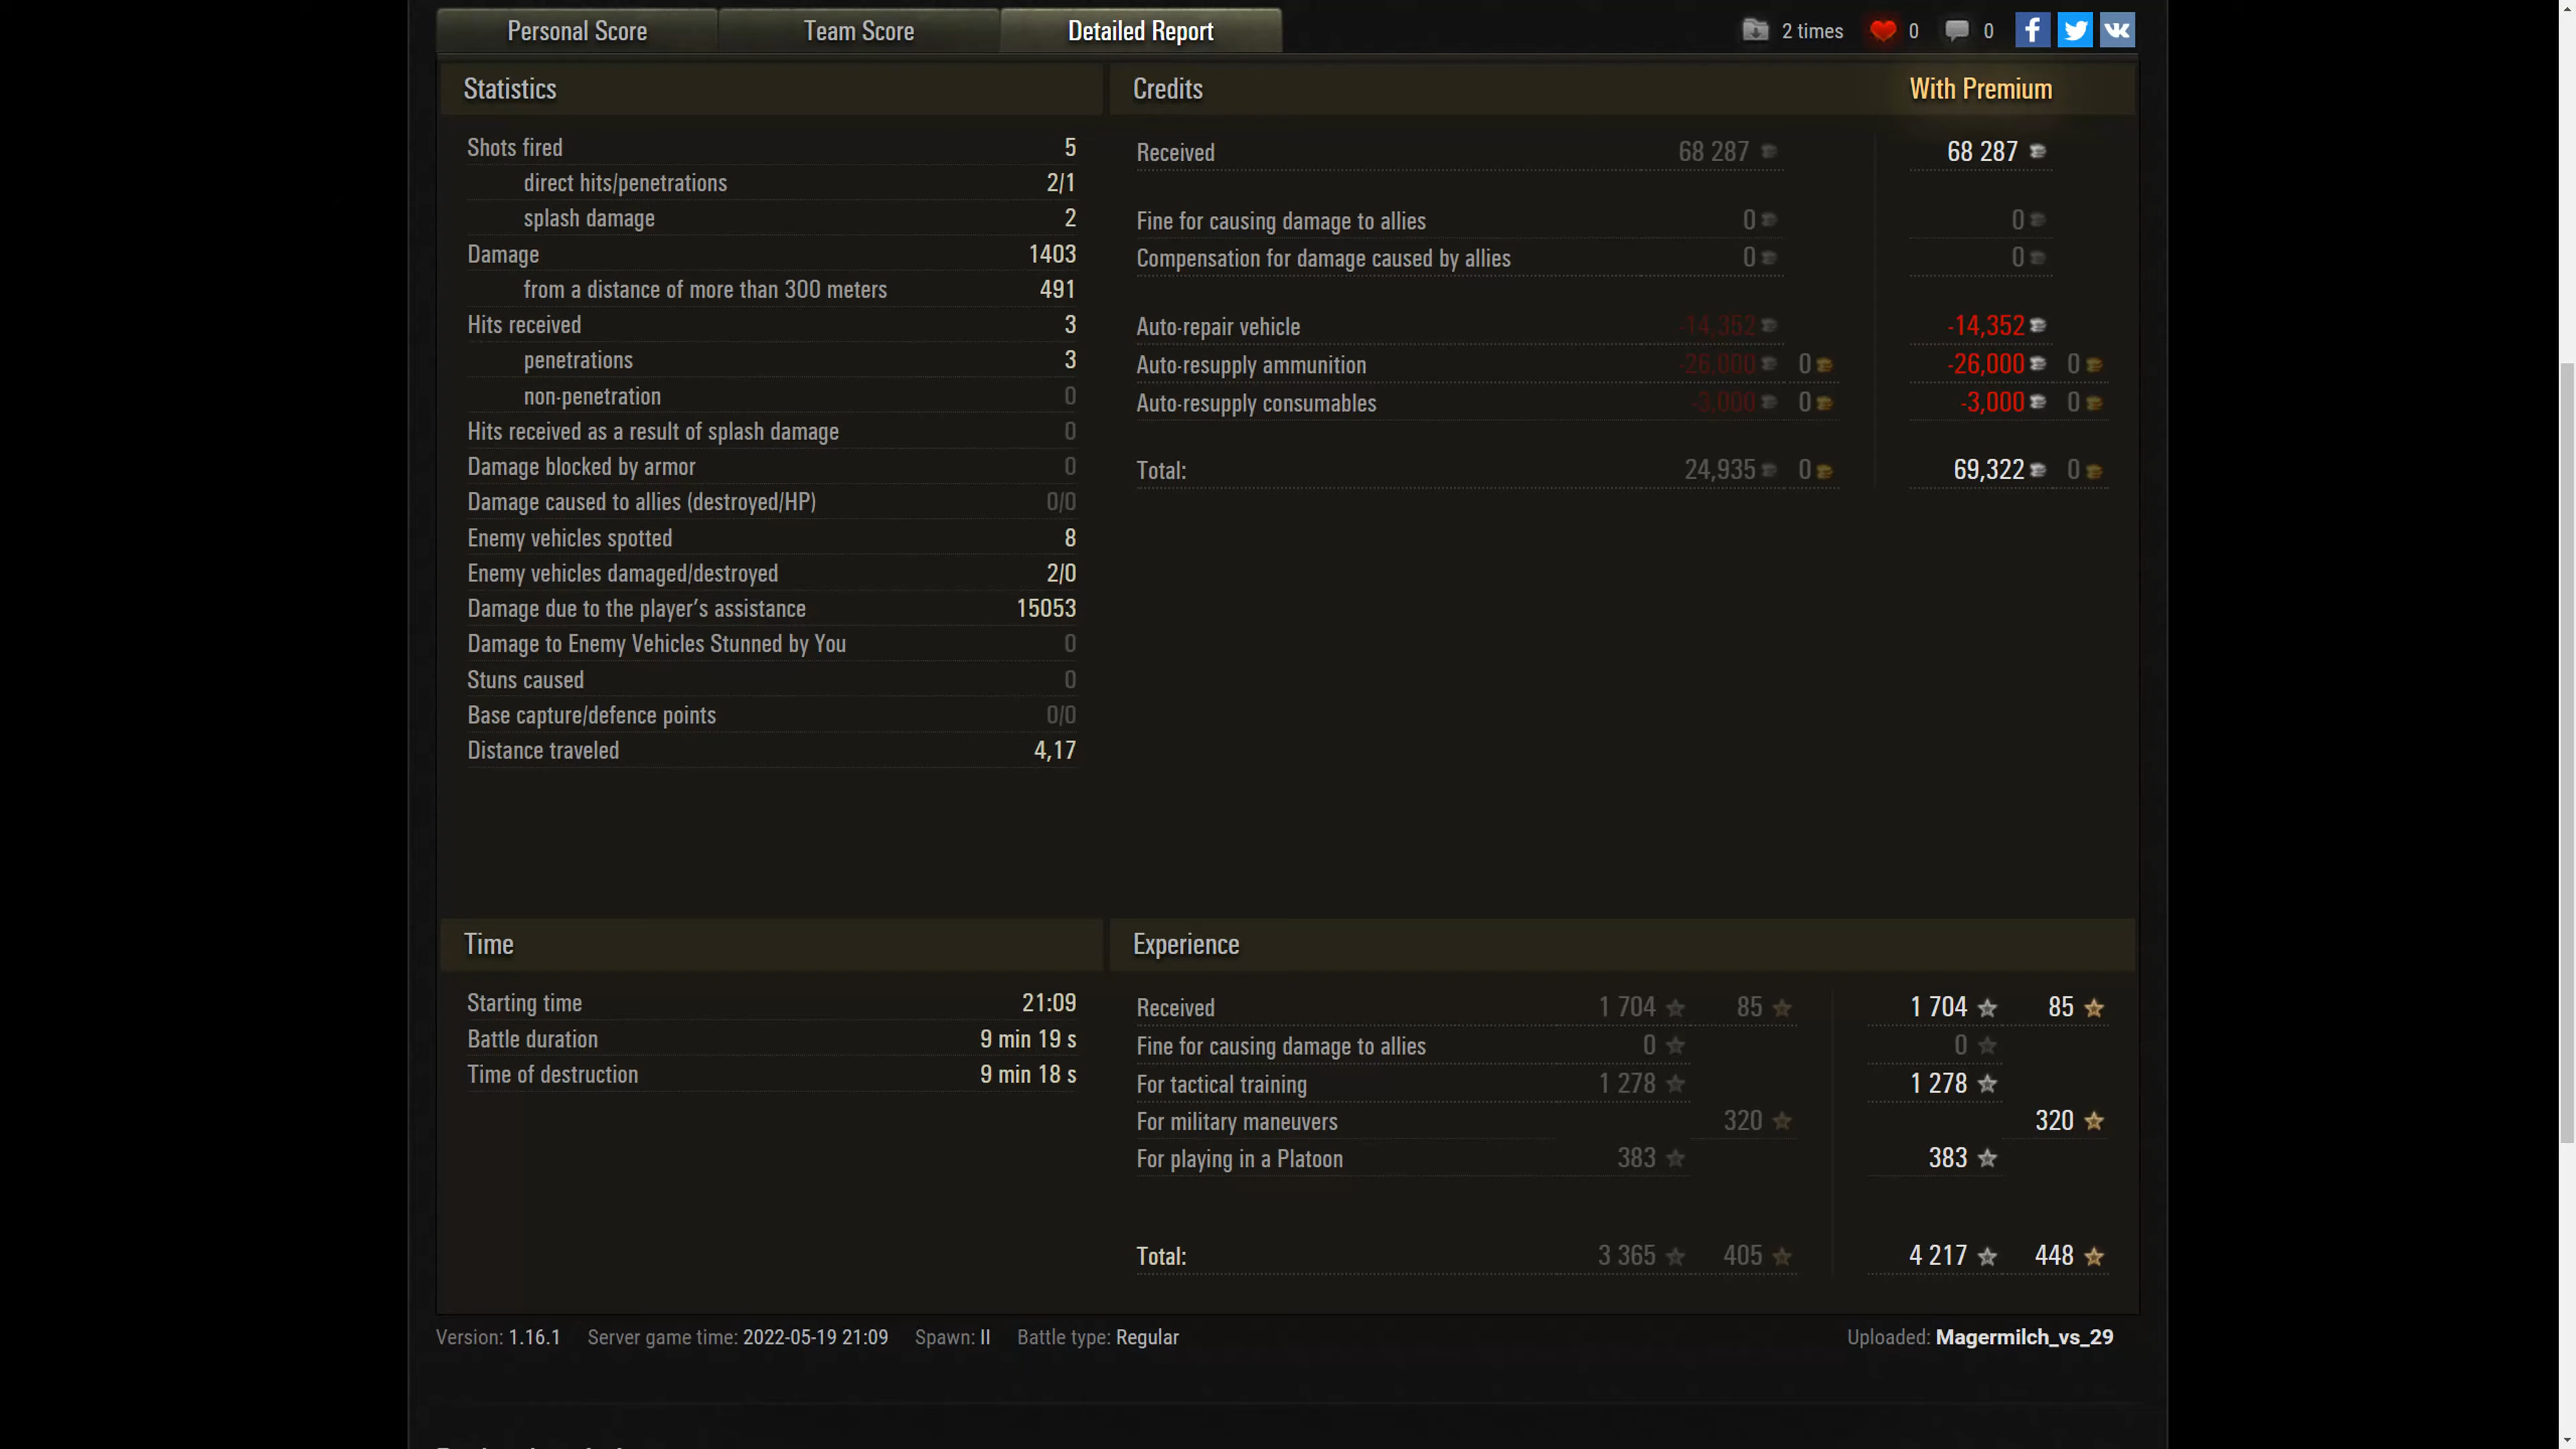 Personal Score Team Score Detailed Report 2 times 0 0
Statistics
Shots fired 5
direct hits/penetrations 2/1
splash damage 2
Damage 1403
from a distance of more than 300 meters 491
Hits received 3
penetrations 3
non-penetration 0
Hits received as a result of splash damage 0
Damage blocked by armor 0
Damage caused to allies (destroyed/HP) 0/0
Enemy vehicles spotted 8
Enemy vehicles damaged/destroyed 2/0
Damage due to the player's assistance 15053
Damage to Enemy Vehicles Stunned by You 0
Stuns caused 0
Base capture/defence points 0/0
Distance traveled 4,17
Credits With Premium
Received 68 287 68 287
Fine for causing damage to allies 0 0
Compensation for damage caused by allies 0 0
Auto-repair vehicle -14,352 -14,352
Auto-resupply ammunition -26,000 0 -26,000 0
Auto-resupply consumables -3,000 0 -3,000 0
Total: 24,935 0 69,322 0
Time
Starting time 21:09
Battle duration 9 min 19 s
Time of destruction 9 min 18 s
Experience
Received 1 704 85 1 704 85
Fine for causing damage to allies 0 0
For tactical training 1 278 1 278
For military maneuvers 320 320
For playing in a Platoon 383 383
Total: 3 365 405 4 217 448
Version: 1.16.1 Server game time: 2022-05-19 21:09 Spawn: II Battle type: Regular Uploaded: Magermilch_vs_29